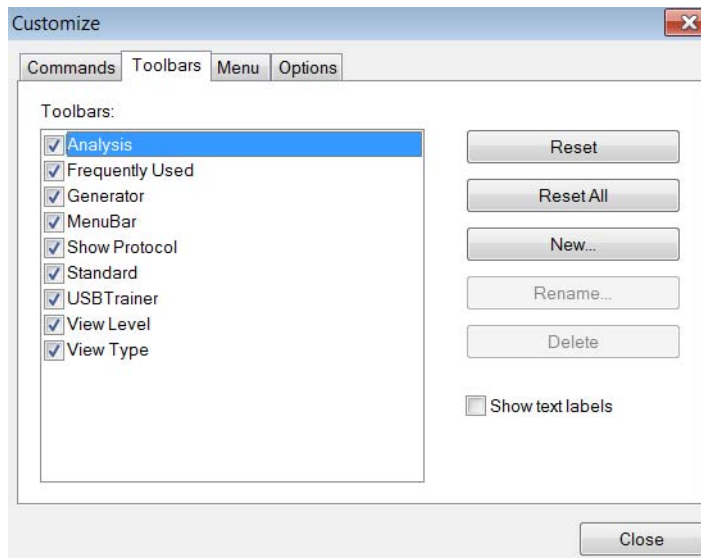 Customize
Commands Toolbars Menu Options
Toolbars:
Analysis
Frequently Used
Generator
MenuBar
Show Protocol
Standard
USBTrainer
View Level
View Type
Reset
Reset All
New...
Rename...
Delete
Show text labels
Close